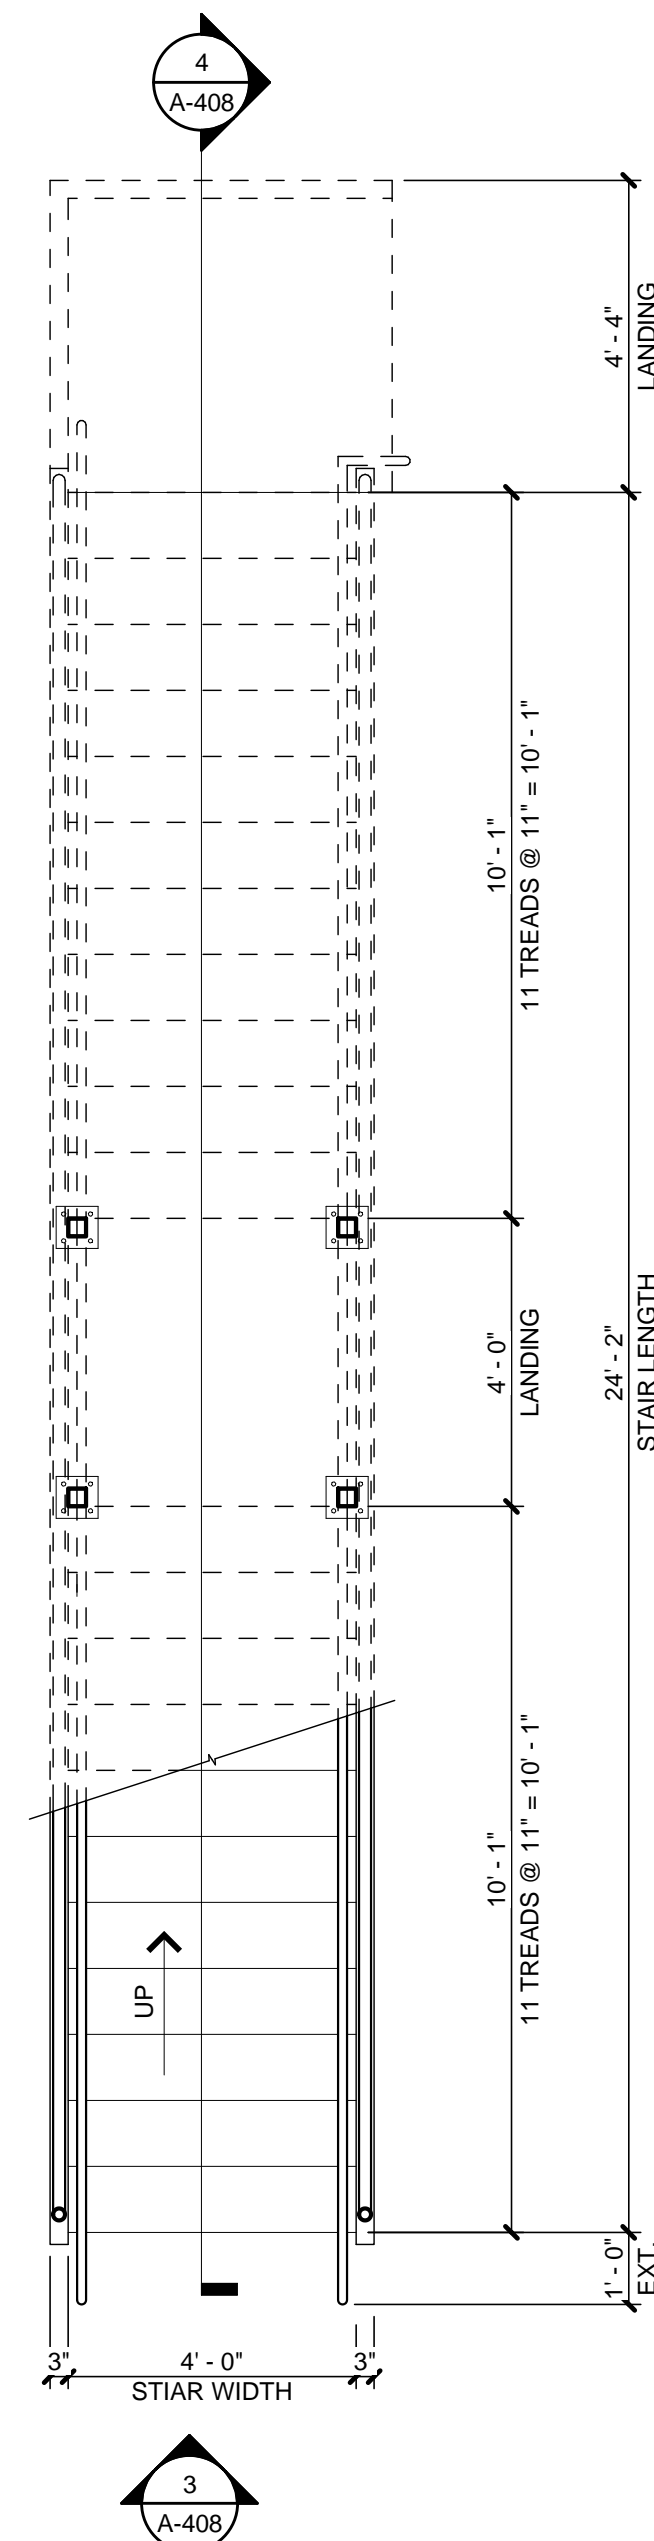 4
A-408
4' - 4"
LANDING
10' - 1"
11 TREADS @ 11" = 10' - 1"
4' - 0"
LANDING
24' - 2"
STAIR LENGTH
10' - 1"
11 TREADS @ 11" = 10' - 1"
UP
1' - 0"
EXT.
3"
4' - 0"
3"
STIAR WIDTH
3
A-408